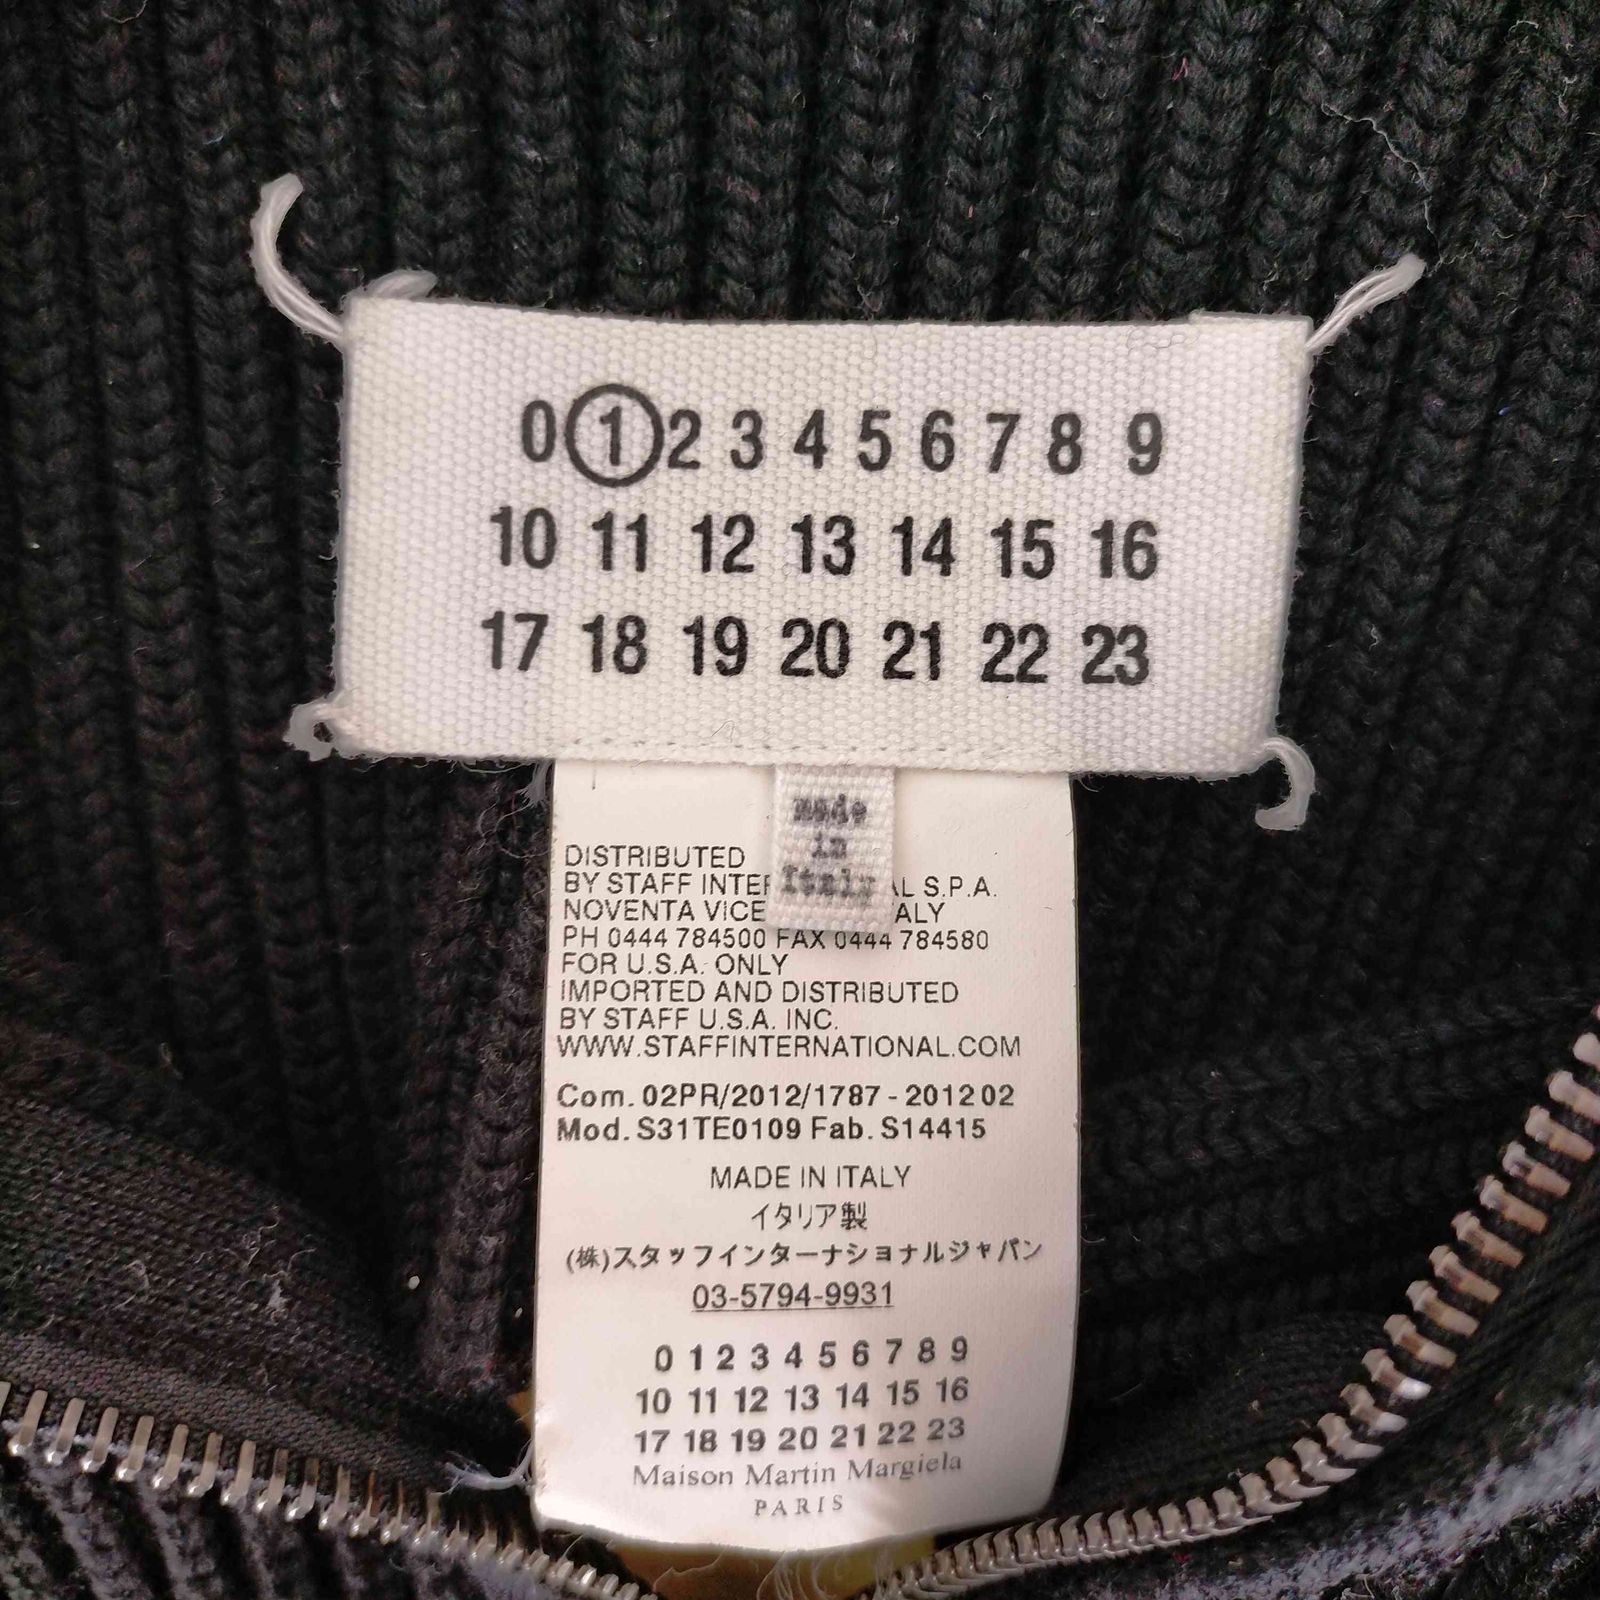 0 1 2 3 4 5 6 7 8 9
10 11 12 13 14 15 16
17 18 19 20 21 22 23
made
in
Italy
DISTRIBUTED
BY STAFF S.P.A.
NOVENTA
PH 0444 784500 FAX 0444 784580
FOR U.S.A. ONLY
IMPORTED AND DISTRIBUTED
BY STAFF U.S.A. INC.
WWW.STAFFINTERNATIONAL.COM
Com. 02PR/2012/1787 - 2012 02
Mod. S31TE0109 Fab. S14415
MADE IN ITALY
イタリア製
(株)スタッフインターナショナルジャパン
03-5794-9931
0 1 2 3 4 5 6 7 8 9
10 11 12 13 14 15 16
17 18 19 20 21 22 23
Maison Martin Margiela
PARIS